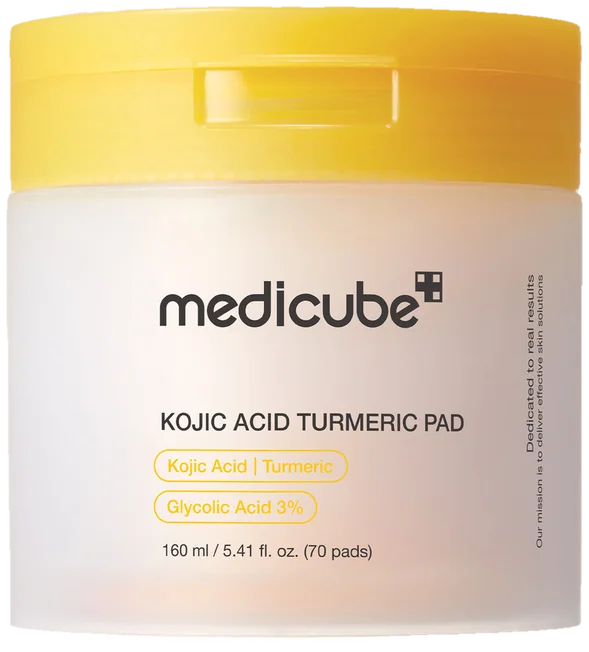 medicube
KOJIC ACID TURMERIC PAD
Kojic Acid | Turmeric
Glycolic Acid 3%
160 ml / 5.41 fl. oz. (70 pads)
Dedicated to real results
Our mission is to deliver effective skin solutions